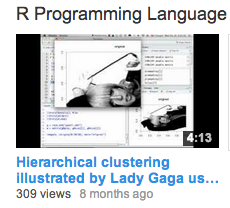 R Programming Language
4:13
Hierarchical clustering
illustrated by Lady Gaga us...
309 views 8 months ago